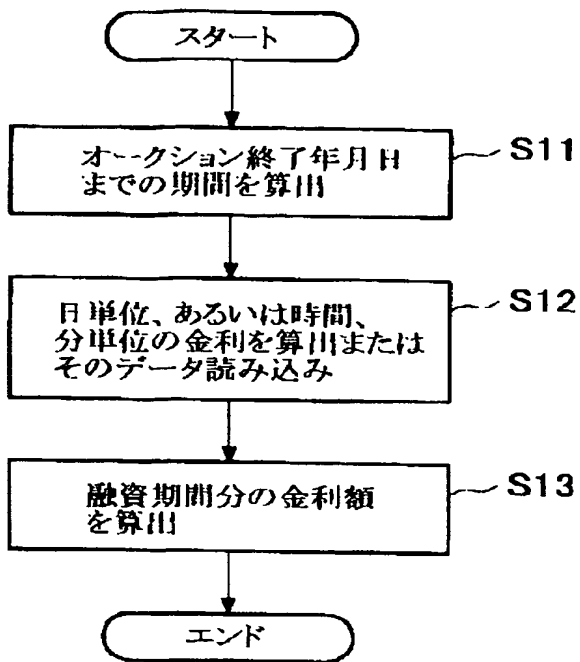 スタート
オークション終了年月日
までの期間を算出
S11
日単位、あるいは時間、
分単位の金利を算出または
そのデータ読み込み
S12
融資期間分の金利額
を算出
S13
エンド